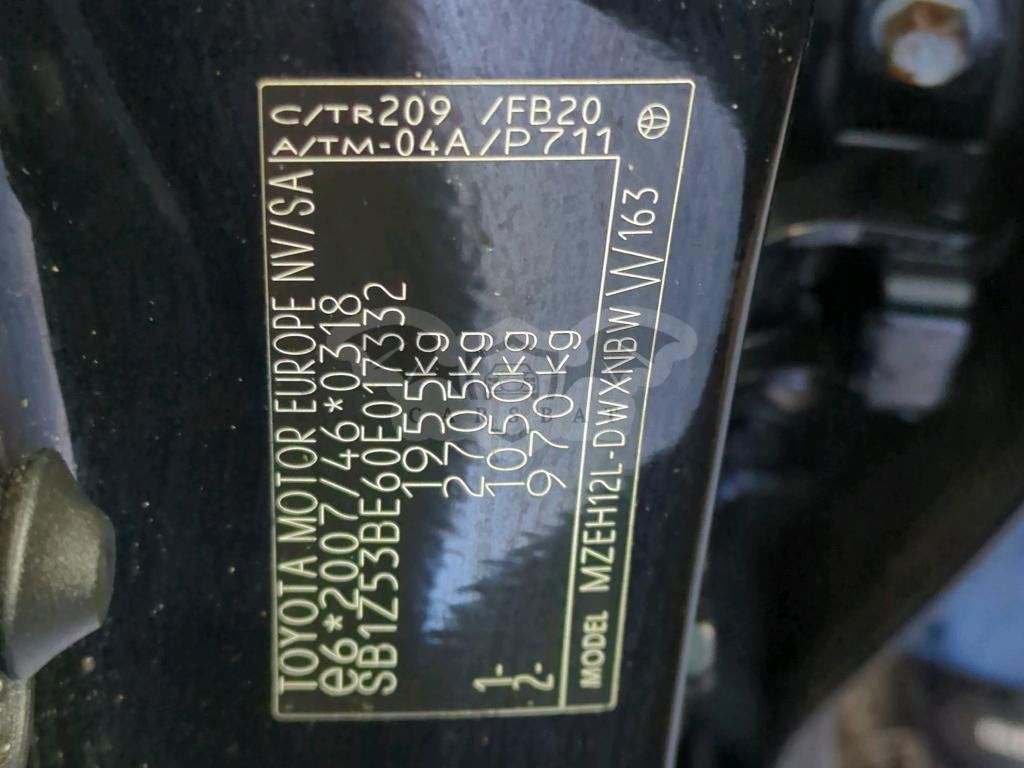 TOYOTA MOTOR EUROPE NV/SA
e6*2007/46*0318
SB1Z53BE60E017332
1955kg
2705kg
1- 1050kg
2- 970kg
MODEL MZEH12L-DWXNBW W163
C/TR209 /FB20
A/TM-04A/P711
CABSBA